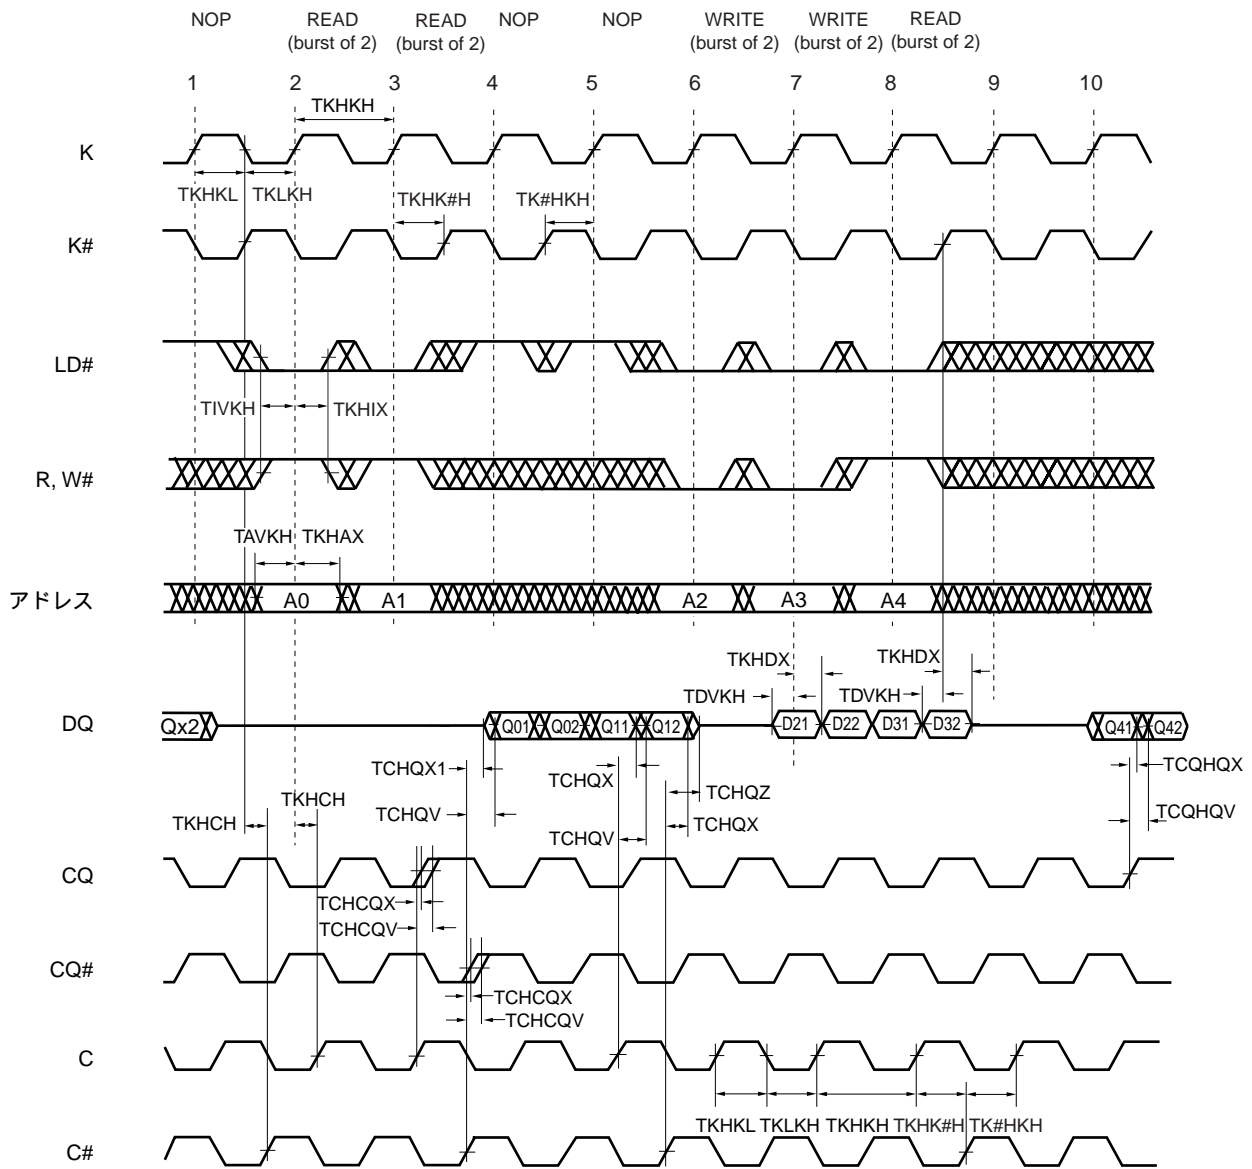 NOP READ READ NOP NOP WRITE WRITE READ
(burst of 2) (burst of 2) (burst of 2) (burst of 2) (burst of 2)
1 2 3 4 5 6 7 8 9 10
TKHKH
K
TKHKL TKLKH TKHK#H TK#HKH
K#
LD#
TIVKH TKHIX
R, W#
TAVKH TKHAX
アドレス A0 A1 A2 A3 A4
TKHDX TKHDX
TDVKH TDVKH
DQ Qx2 Q01 Q02 Q11 Q12 D21 D22 D31 D32 Q41 Q42
TCHQX1 TCHQX TCQHQX
TKHCH TCHQZ
TCHQV TCQHQV
TKHCH TCHQV TCHQX
CQ
TCHCQX
TCHCQV
CQ#
TCHCQX
TCHCQV
C
TKHKL TKLKH TKHKH TKHK#H TK#HKH
C#